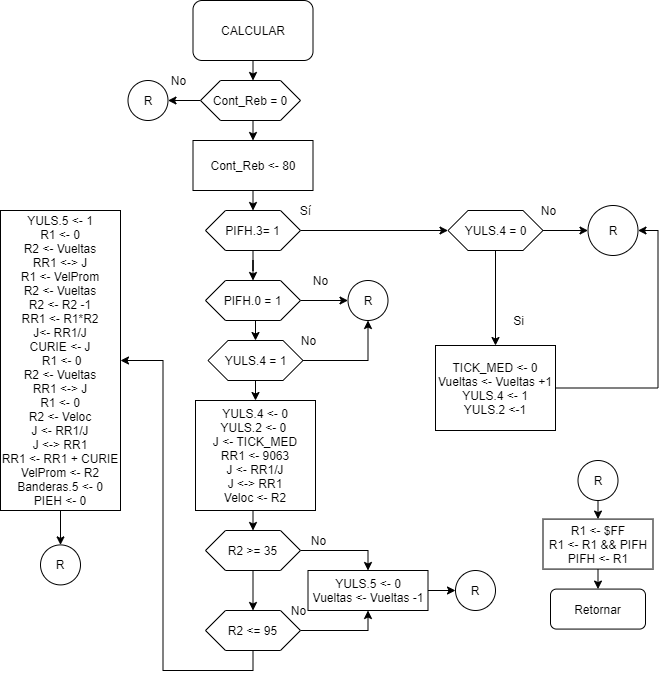 CALCULAR
No
R
Cont_Reb = 0
Cont_Reb <- 80
Sí
PIFH.3= 1
YULS.4 = 0
No
R
Si
TICK_MED <- 0
Vueltas <- Vueltas +1
YULS.4 <- 1
YULS.2 <-1
PIFH.0 = 1
No
R
YULS.4 = 1
No
YULS.4 <- 0
YULS.2 <- 0
J <- TICK_MED
RR1 <- 9063
J <- RR1/J
J <-> RR1
Veloc <- R2
R2 >= 35
No
YULS.5 <- 0
Vueltas <- Vueltas -1
R
R2 <= 95
No
YULS.5 <- 1
R1 <- 0
R2 <- Vueltas
RR1 <-> J
R1 <- VelProm
R2 <- Vueltas
R2 <- R2 -1
RR1 <- R1*R2
J<- RR1/J
CURIE <- J
R1 <- 0
R2 <- Vueltas
RR1 <-> J
R1 <- 0
R2 <- Veloc
J <- RR1/J
J <-> RR1
RR1 <- RR1 + CURIE
VelProm <- R2
Banderas.5 <- 0
PIEH <- 0
R
R
R1 <- $FF
R1 <- R1 && PIFH
PIFH <- R1
Retornar